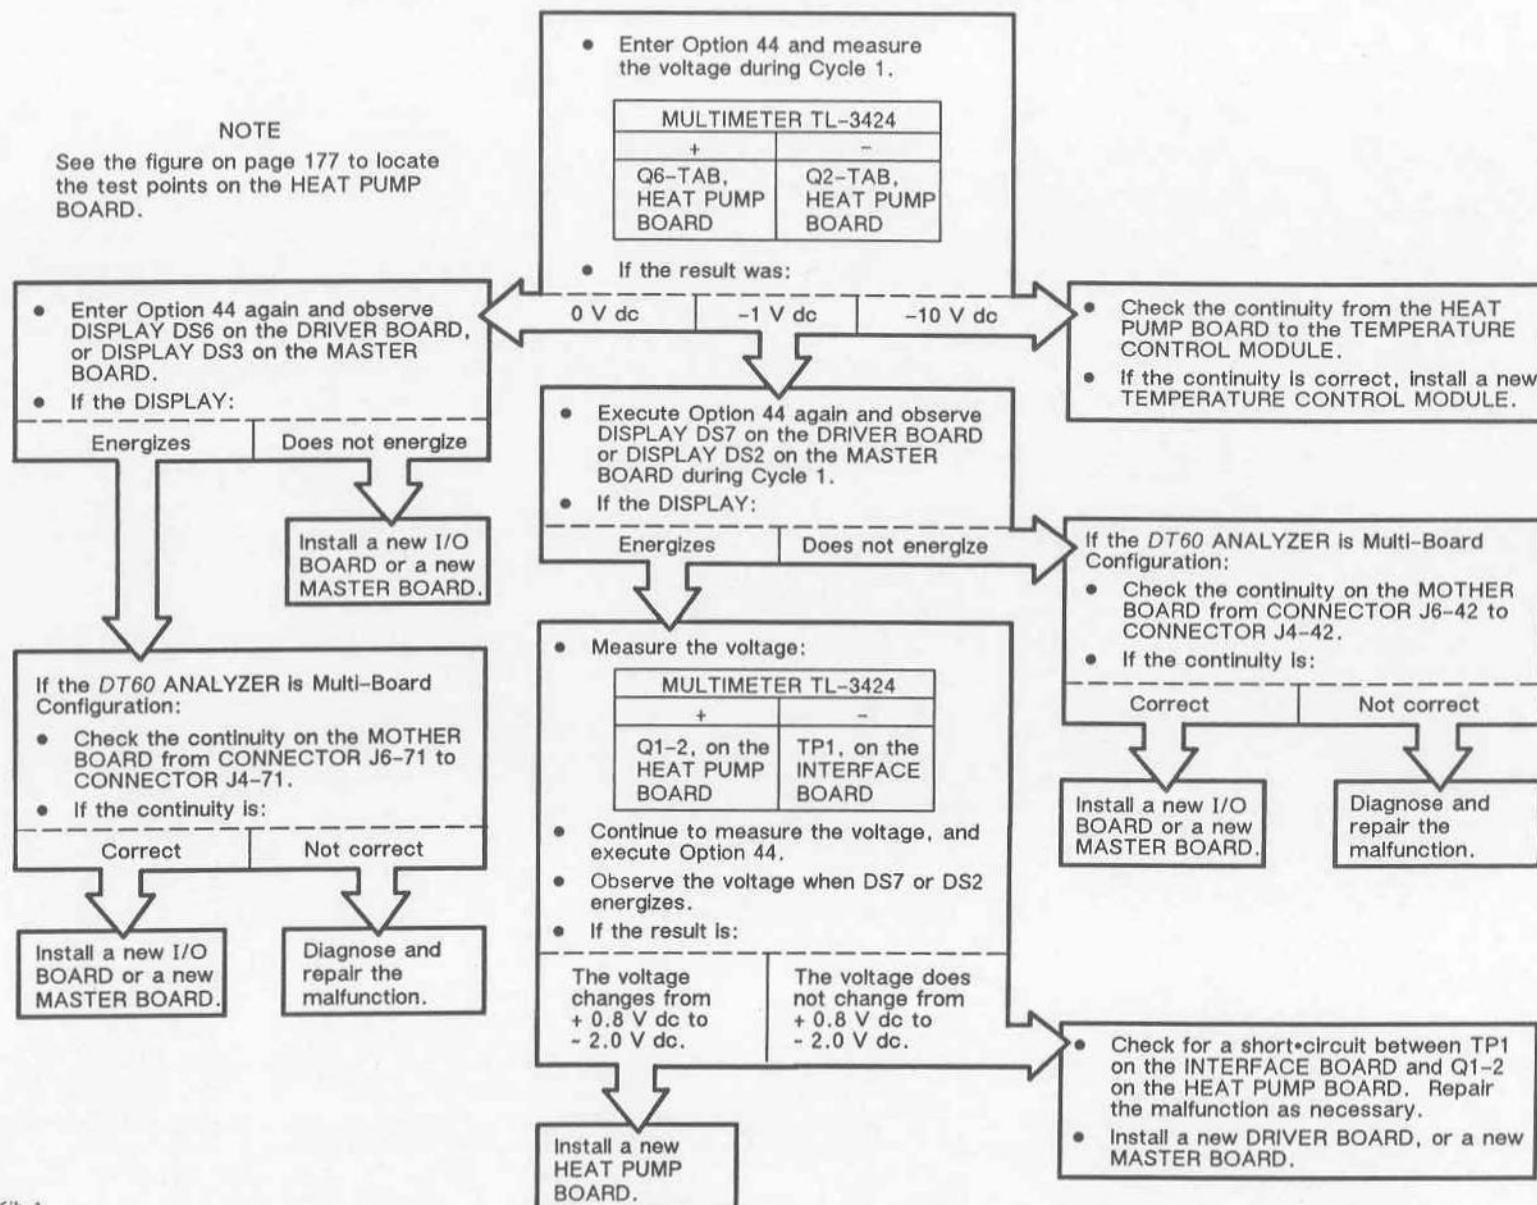 • Enter Option 44 and measure
the voltage during Cycle 1.
MULTIMETER TL-3424
+ -
Q6-TAB, Q2-TAB,
HEAT PUMP HEAT PUMP
BOARD BOARD
• If the result was:
0 V dc -1 V dc -10 V dc
NOTE
See the figure on page 177 to locate
the test points on the HEAT PUMP
BOARD.
• Enter Option 44 again and observe
DISPLAY DS6 on the DRIVER BOARD,
or DISPLAY DS3 on the MASTER
BOARD.
• If the DISPLAY:
Energizes Does not energize
Install a new I/O
BOARD or a new
MASTER BOARD.
If the DT60 ANALYZER is Multi-Board
Configuration:
• Check the continuity on the MOTHER
BOARD from CONNECTOR J6-71 to
CONNECTOR J4-71.
• If the continuity is:
Correct Not correct
Install a new I/O
BOARD or a new
MASTER BOARD.
Diagnose and
repair the
malfunction.
• Execute Option 44 again and observe
DISPLAY DS7 on the DRIVER BOARD
or DISPLAY DS2 on the MASTER
BOARD during Cycle 1.
• If the DISPLAY:
Energizes Does not energize
• Measure the voltage:
MULTIMETER TL-3424
+ -
Q1-2, on the TP1, on the
HEAT PUMP INTERFACE
BOARD BOARD
• Continue to measure the voltage, and
execute Option 44.
• Observe the voltage when DS7 or DS2
energizes.
• If the result is:
The voltage
changes from
+ 0.8 V dc to
- 2.0 V dc.
The voltage does
not change from
+ 0.8 V dc to
- 2.0 V dc.
Install a new
HEAT PUMP
BOARD.
• Check the continuity from the HEAT
PUMP BOARD to the TEMPERATURE
CONTROL MODULE.
• If the continuity is correct, install a new
TEMPERATURE CONTROL MODULE.
If the DT60 ANALYZER is Multi-Board
Configuration:
• Check the continuity on the MOTHER
BOARD from CONNECTOR J6-42 to
CONNECTOR J4-42.
• If the continuity is:
Correct Not correct
Install a new I/O
BOARD or a new
MASTER BOARD.
Diagnose and
repair the
malfunction.
• Check for a short•circuit between TP1
on the INTERFACE BOARD and Q1-2
on the HEAT PUMP BOARD. Repair
the malfunction as necessary.
• Install a new DRIVER BOARD, or a new
MASTER BOARD.